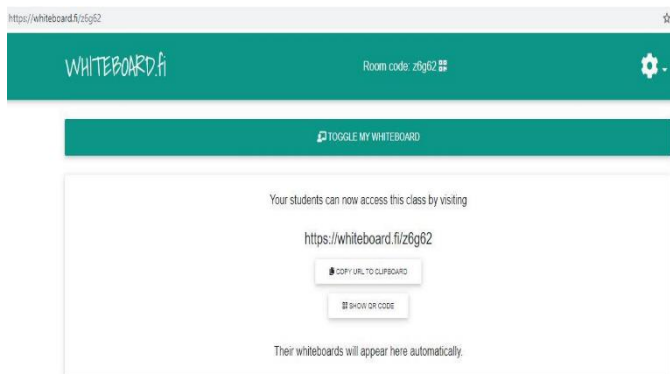 https://whiteboard.fi/z6g62
WHITEBOARD.fi
Room code: z6g62
TOGGLE MY WHITEBOARD
Your students can now access this class by visiting
https://whiteboard.fi/z6g62
COPY URL TO CLIPBOARD
SHOW QR CODE
Their whiteboards will appear here automatically.